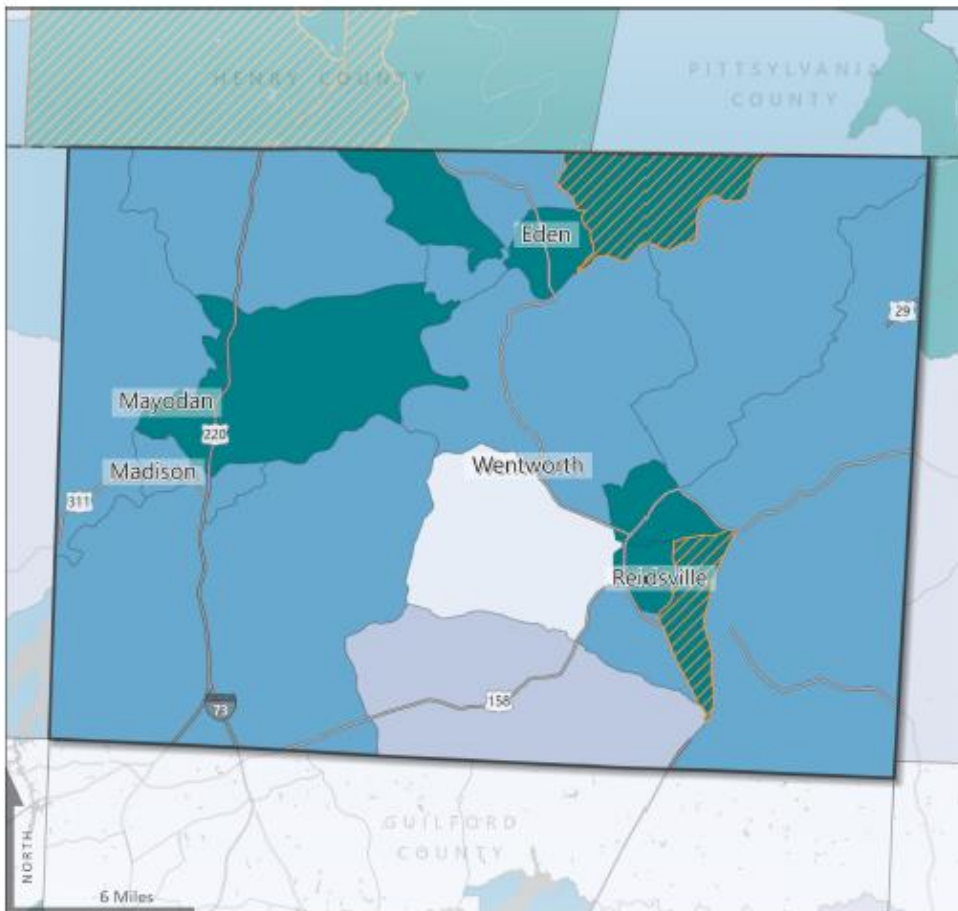 HENRY COUNTY
PITTSYLVANIA
COUNTY
Eden
29
Mayodan
220
Madison
Wentworth
311
Reidsville
158
73
GUILFORD
COUNTY
NORTH
6 Miles